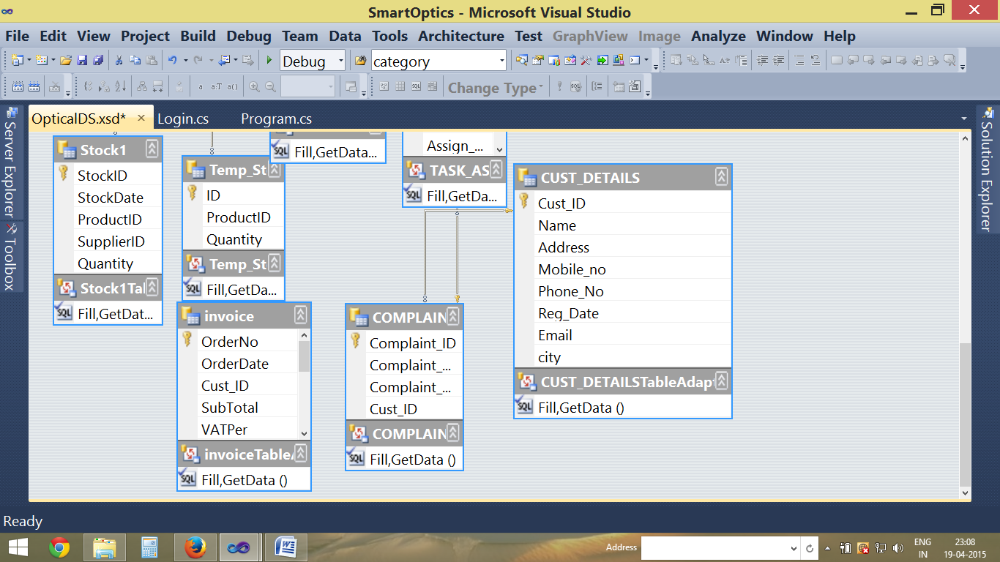 SmartOptics - Microsoft Visual Studio
File Edit View Project Build Debug Team Data Tools Architecture Test GraphView Image Analyze Window Help
Debug category
Change Type
OpticalDS.xsd* Login.cs Program.cs
Server Explorer
Toolbox
Solution Explorer
Stock1
StockID
StockDate
ProductID
SupplierID
Quantity
Stock1Tal
Fill,GetDat...
Temp_St
ID
ProductID
Quantity
Temp_St
Fill,GetDa...
Fill,GetData...
Assign_...
TASK_AS
Fill,GetDa...
CUST_DETAILS
Cust_ID
Name
Address
Mobile_no
Phone_No
Reg_Date
Email
city
CUST_DETAILSTableAdapt
Fill,GetData ()
invoice
OrderNo
OrderDate
Cust_ID
SubTotal
VATPer
invoiceTableA
Fill,GetData ()
COMPLAIN
Complaint_ID
Complaint_...
Complaint_...
Cust_ID
COMPLAIN
Fill,GetData ()
Ready
Address
ENG
IN
23:08
19-04-2015